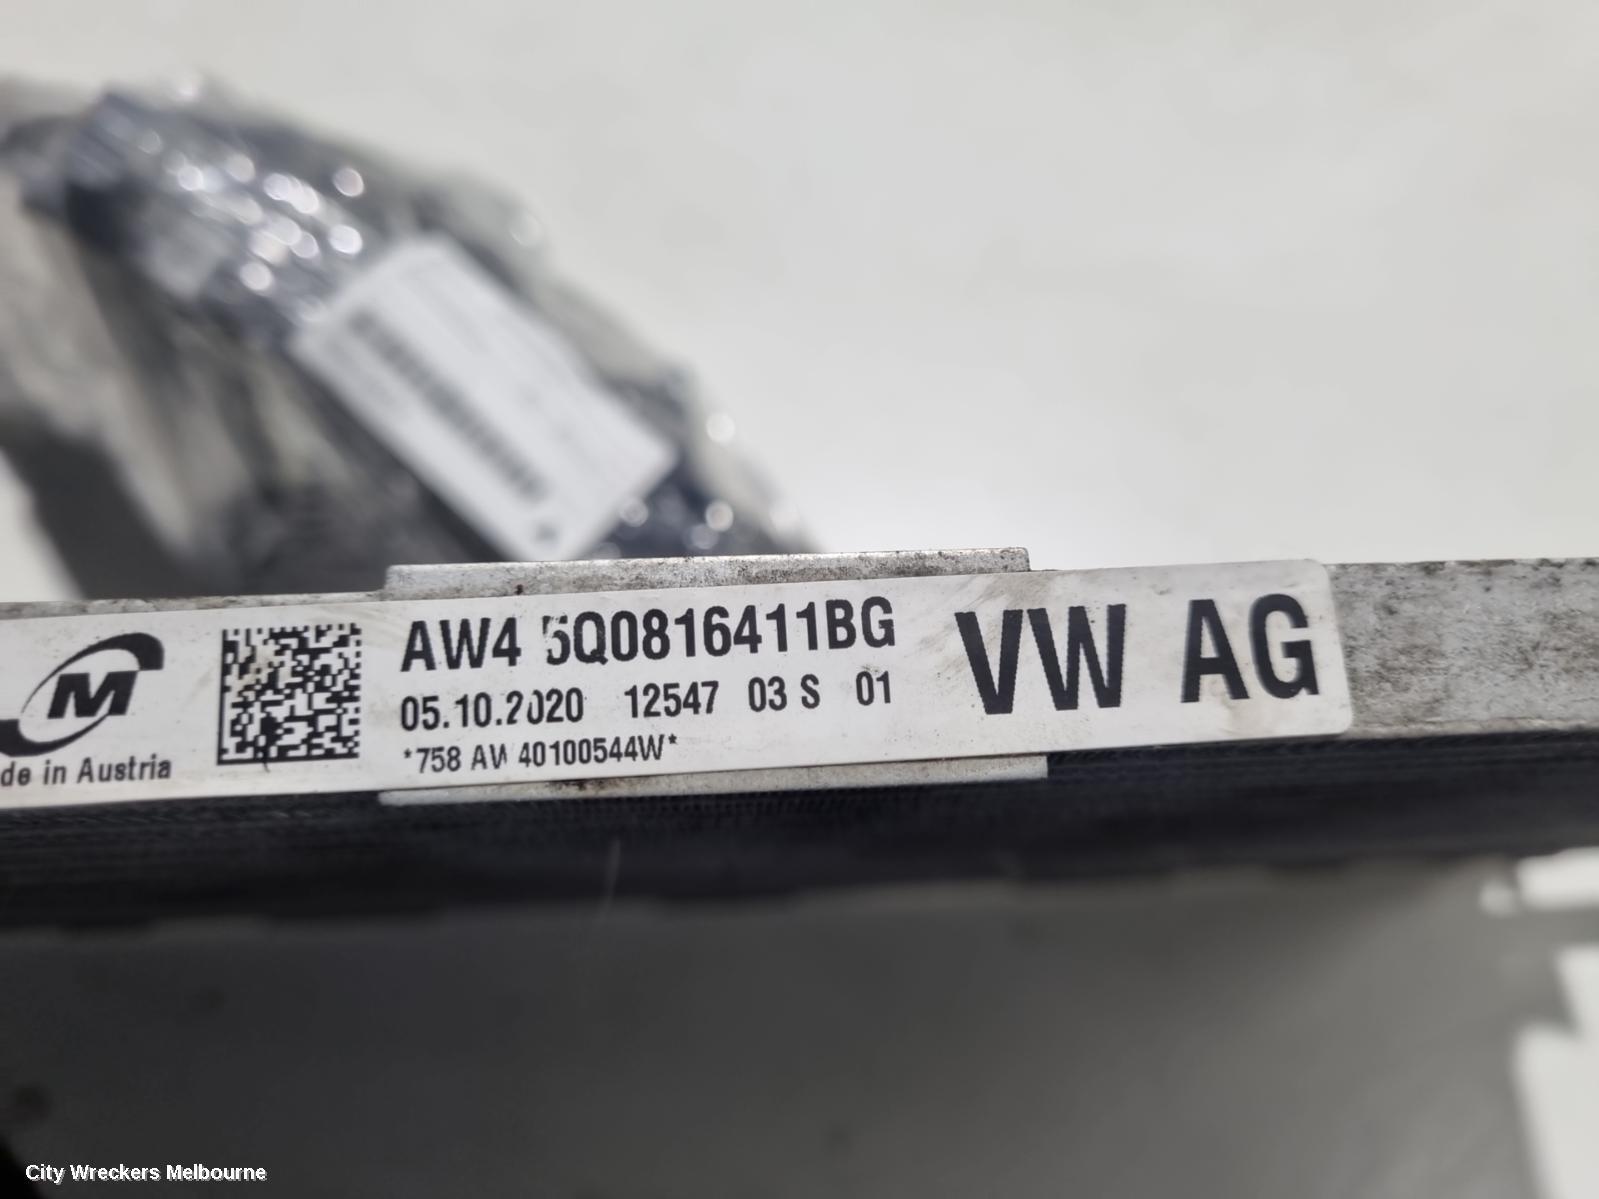 M
de in Austria
AW4 5Q0816411BG
05.10.2020 12547 03 S 01
*758 AW 40100544W*
VW AG
City Wreckers Melbourne